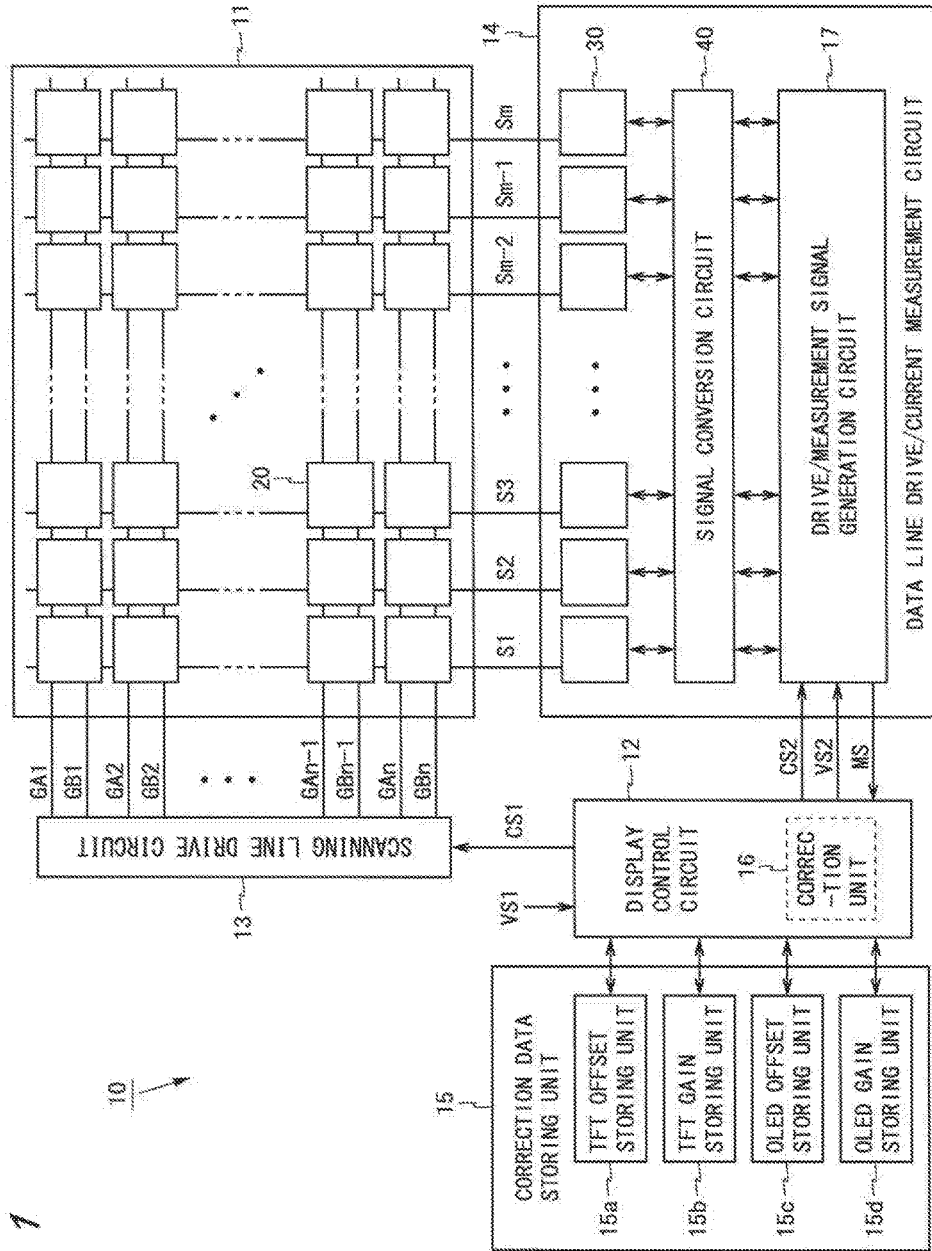 1
10
11
GA1
GB1
GA2
GB2
GAn-1
GBn-1
GAn
GBn
SCANNING LINE DRIVE CIRCUIT
13
20
S1
S2
S3
Sm-2
Sm-1
Sm
CS1
VS1
12
DISPLAY
CONTROL
CIRCUIT
16
CORREC
-TION
UNIT
CS2
VS2
MS
14
30
SIGNAL CONVERSION CIRCUIT
40
DRIVE/MEASUREMENT SIGNAL
GENERATION CIRCUIT
17
DATA LINE DRIVE/CURRENT MEASUREMENT CIRCUIT
15
CORRECTION DATA
STORING UNIT
TFT OFFSET
STORING UNIT
15a
TFT GAIN
STORING UNIT
15b
OLED OFFSET
STORING UNIT
15c
OLED GAIN
STORING UNIT
15d